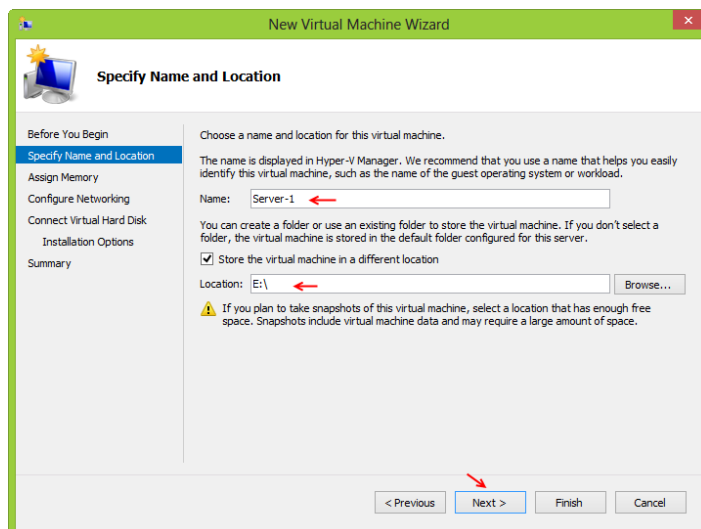 New Virtual Machine Wizard
Specify Name and Location
Before You Begin
Specify Name and Location
Assign Memory
Configure Networking
Connect Virtual Hard Disk
Installation Options
Summary
Choose a name and location for this virtual machine.
The name is displayed in Hyper-V Manager. We recommend that you use a name that helps you easily
identify this virtual machine, such as the name of the guest operating system or workload.
Name: Server-1
You can create a folder or use an existing folder to store the virtual machine. If you don't select a
folder, the virtual machine is stored in the default folder configured for this server.
Store the virtual machine in a different location
Location: E:\ Browse...
If you plan to take snapshots of this virtual machine, select a location that has enough free
space. Snapshots include virtual machine data and may require a large amount of space.
< Previous Next > Finish Cancel